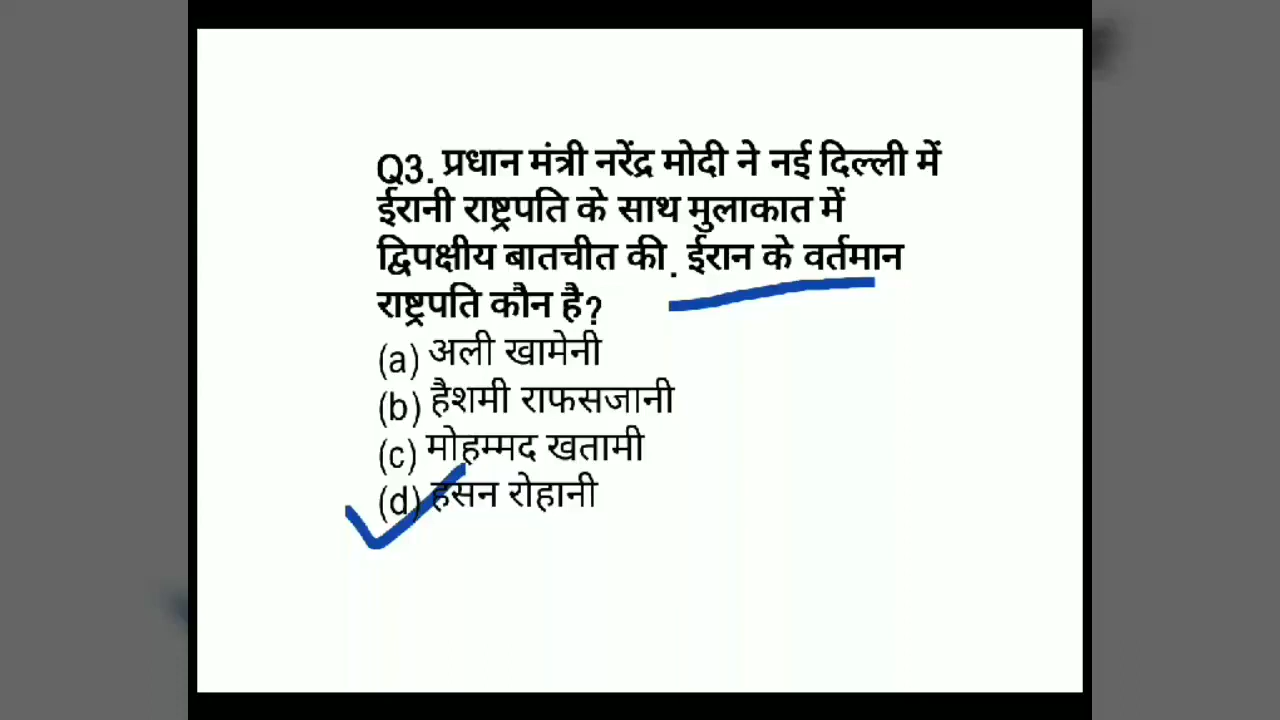 Q3. प्रधान मंत्री नरेंद्र मोदी ने नई दिल्ली में
ईरानी राष्ट्रपति के साथ मुलाकात में
द्विपक्षीय बातचीत की. ईरान के वर्तमान
राष्ट्रपति कौन है?
(a) अली खामेनी
(b) हैशमी राफसजानी
(c) मोहम्मद खतामी
(d) हसन रोहानी